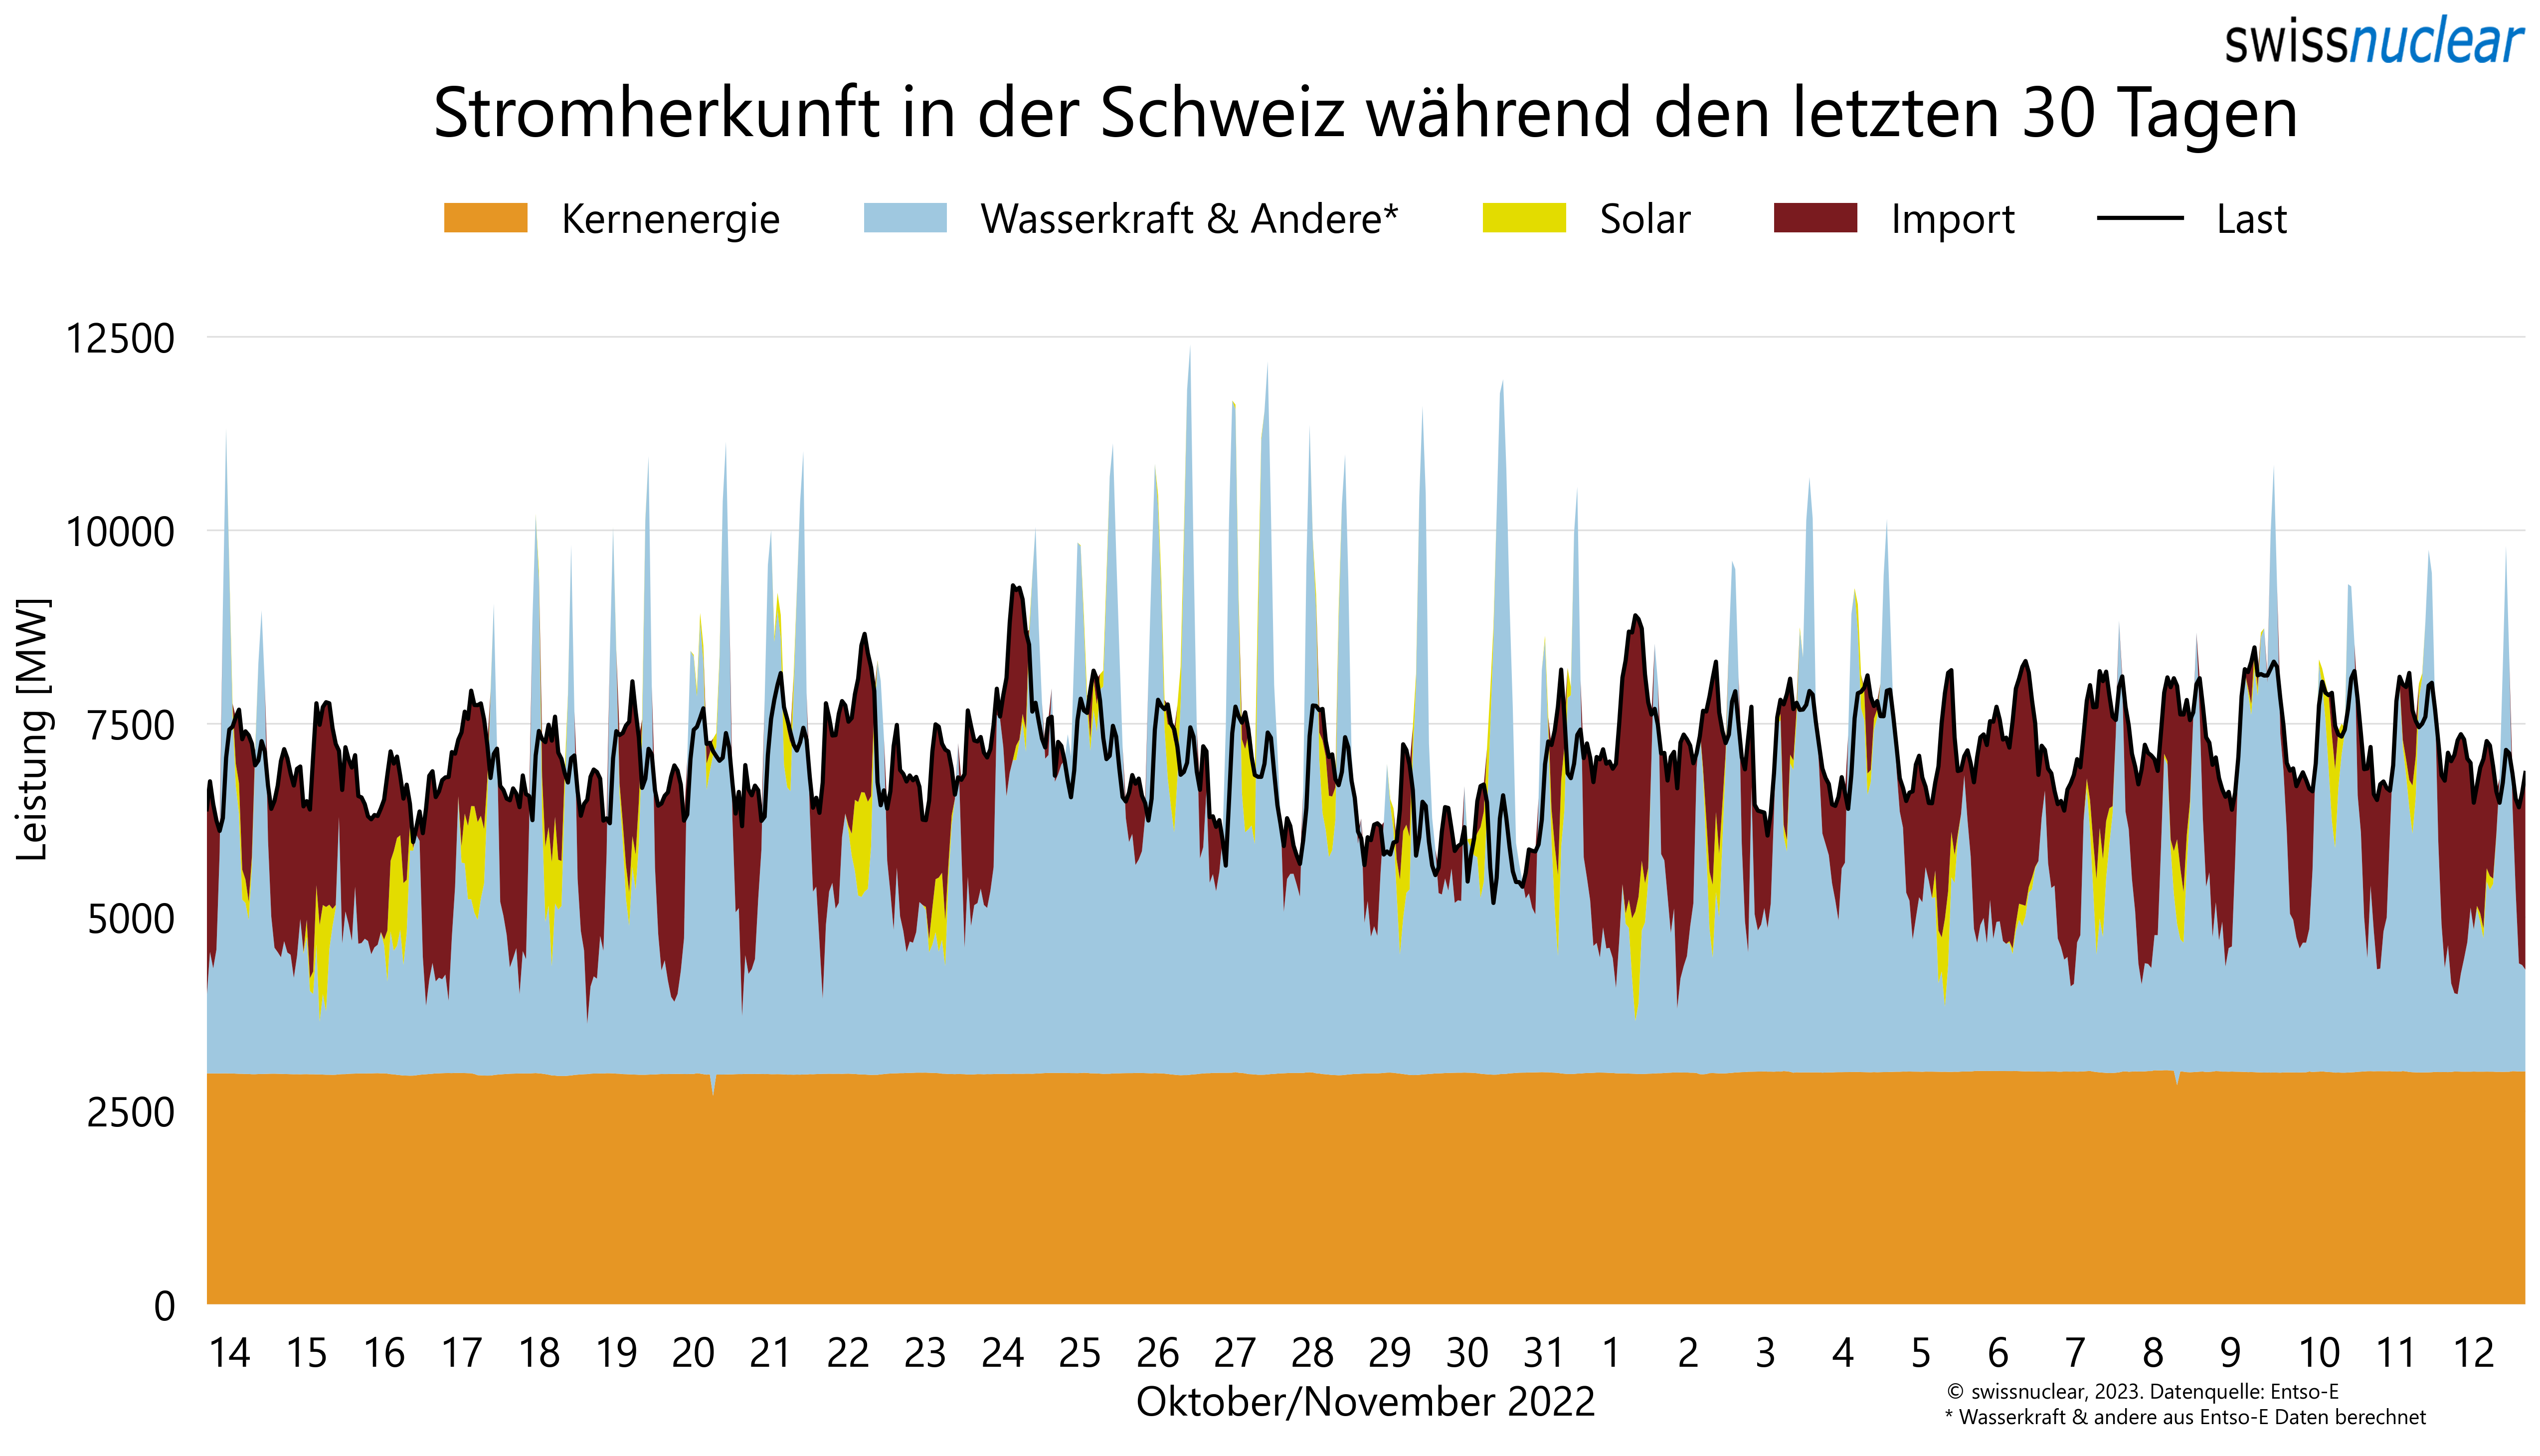 swissnuclear
Stromherkunft in der Schweiz während den letzten 30 Tagen
Kernenergie Wasserkraft & Andere* Solar Import Last
Leistung [MW]
12500
10000
7500
5000
2500
0
14 15 16 17 18 19 20 21 22 23 24 25 26 27 28 29 30 31 1 2 3 4 5 6 7 8 9 10 11 12
Oktober/November 2022
© swissnuclear, 2023. Datenquelle: Entso-E
* Wasserkraft & andere aus Entso-E Daten berechnet